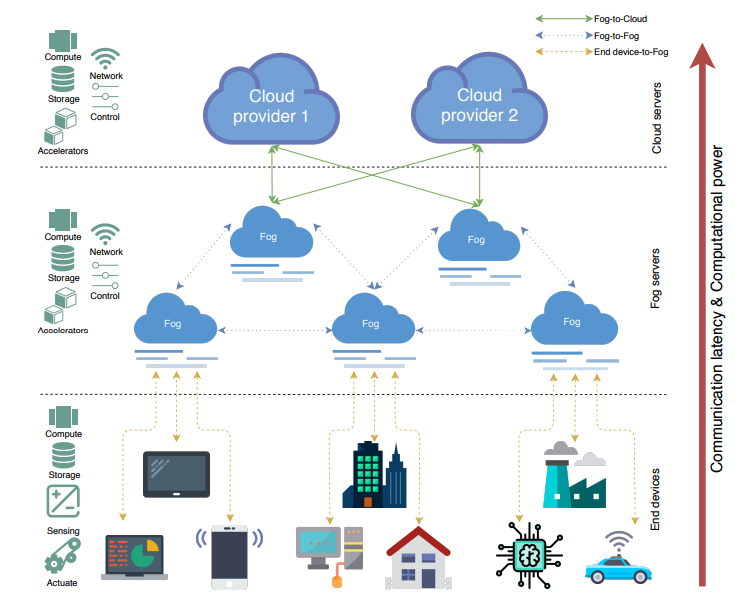 Fog-to-Cloud
Fog-to-Fog
End device-to-Fog
Compute
Network
Storage
Control
Accelerators
Cloud
provider 1
Cloud
provider 2
Cloud servers
Compute
Network
Storage
Control
Accelerators
Fog
Fog
Fog
Fog
Fog
Fog servers
Communication latency & Computational power
Compute
Storage
Sensing
Actuate
End devices